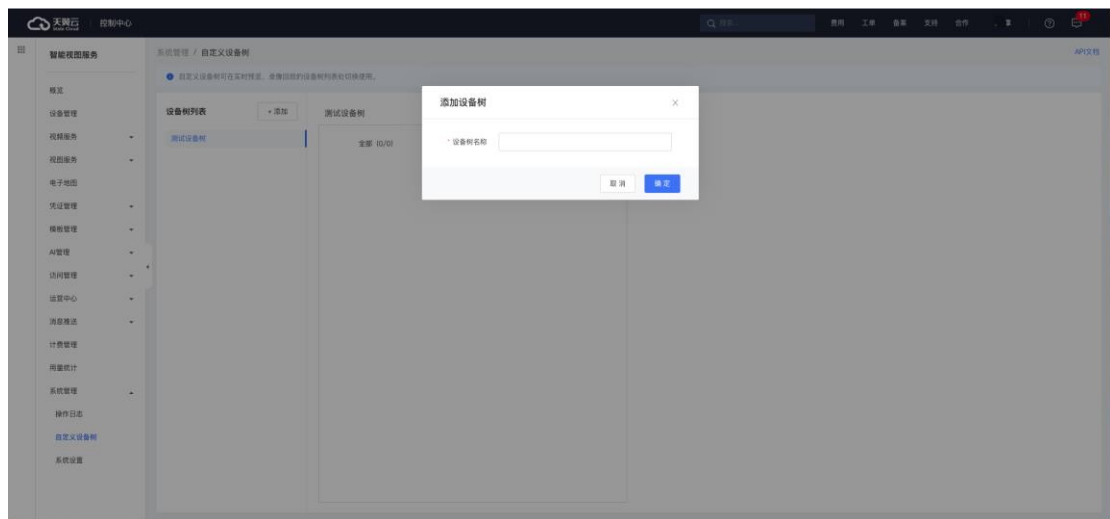 天翼云
State Cloud
控制中心
搜索...
费用
工单
备案
支持
合作
11
智能视图服务
概览
设备管理
视频服务
视图服务
电子地图
凭证管理
模板管理
AI管理
访问管理
运营中心
消息推送
计费管理
用量统计
系统管理
操作日志
自定义设备树
系统设置
系统管理 / 自定义设备树
API文档
自定义设备树可在实时预览、录像回放的设备树列表处切换使用。
设备树列表
+ 添加
测试设备树
测试设备树
全部 (0/0)
添加设备树
* 设备树名称
取消
确定